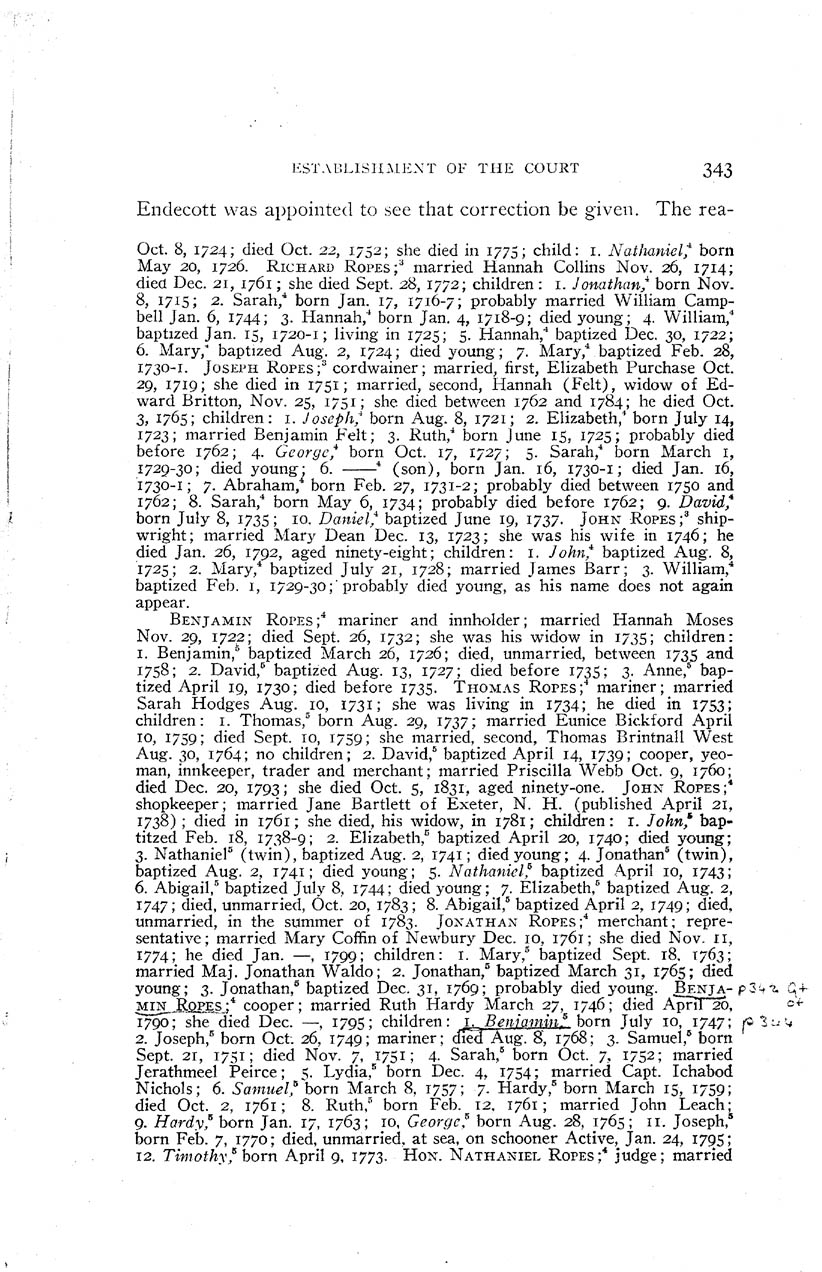 ESTABLISHMENT OF THE COURT 343
Endecott was appointed to see that correction be given. The rea-
Oct. 8, 1724; died Oct. 22, 1752; she died in 1775; child: 1. Nathaniel,⁴ born
May 20, 1726. RICHARD ROPES;³ married Hannah Collins Nov. 26, 1714;
died Dec. 21, 1761; she died Sept. 28, 1772; children: 1. Jonathan,⁴ born Nov.
8, 1715; 2. Sarah,⁴ born Jan. 17, 1716-7; probably married William Camp-
bell Jan. 6, 1744; 3. Hannah,⁴ born Jan. 4, 1718-9; died young; 4. William,⁴
baptized Jan. 15, 1720-1; living in 1725; 5. Hannah,⁴ baptized Dec. 30, 1722;
6. Mary,⁴ baptized Aug. 2, 1724; died young; 7. Mary,⁴ baptized Feb. 28,
1730-1. JOSEPH ROPES;³ cordwainer; married, first, Elizabeth Purchase Oct.
29, 1719; she died in 1751; married, second, Hannah (Felt), widow of Ed-
ward Britton, Nov. 25, 1751; she died between 1762 and 1784; he died Oct.
3, 1765; children: 1. Joseph,⁴ born Aug. 8, 1721; 2. Elizabeth,⁴ born July 14,
1723; married Benjamin Felt; 3. Ruth,⁴ born June 15, 1725; probably died
before 1762; 4. George,⁴ born Oct. 17, 1727; 5. Sarah,⁴ born March 1,
1729-30; died young; 6. ——⁴ (son), born Jan. 16, 1730-1; died Jan. 16,
1730-1; 7. Abraham,⁴ born Feb. 27, 1731-2; probably died between 1750 and
1762; 8. Sarah,⁴ born May 6, 1734; probably died before 1762; 9. David,⁴
born July 8, 1735; 10. Daniel,⁴ baptized June 19, 1737. JOHN ROPES;³ ship-
wright; married Mary Dean Dec. 13, 1723; she was his wife in 1746; he
died Jan. 26, 1792, aged ninety-eight; children: 1. John,⁴ baptized Aug. 8,
1725; 2. Mary,⁴ baptized July 21, 1728; married James Barr; 3. William,⁴
baptized Feb. 1, 1729-30; probably died young, as his name does not again
appear.
BENJAMIN ROPES;⁴ mariner and innholder; married Hannah Moses
Nov. 29, 1722; died Sept. 26, 1732; she was his widow in 1735; children:
1. Benjamin,⁵ baptized March 26, 1726; died, unmarried, between 1735 and
1758; 2. David,⁵ baptized Aug. 13, 1727; died before 1735; 3. Anne,⁵ bap-
tized April 19, 1730; died before 1735. THOMAS ROPES;⁴ mariner; married
Sarah Hodges Aug. 10, 1731; she was living in 1734; he died in 1753;
children: 1. Thomas,⁵ born Aug. 29, 1737; married Eunice Bickford April
10, 1759; died Sept. 10, 1759; she married, second, Thomas Brintnall West
Aug. 30, 1764; no children; 2. David,⁵ baptized April 14, 1739; cooper, yeo-
man, innkeeper, trader and merchant; married Priscilla Webb Oct. 9, 1760;
died Dec. 20, 1793; she died Oct. 5, 1831, aged ninety-one. JOHN ROPES;⁴
shopkeeper; married Jane Bartlett of Exeter, N. H. (published April 21,
1738); died in 1761; she died, his widow, in 1781; children: 1. John,⁵ bap-
titzed Feb. 18, 1738-9; 2. Elizabeth,⁵ baptized April 20, 1740; died young;
3. Nathaniel⁵ (twin), baptized Aug. 2, 1741; died young; 4. Jonathan⁵ (twin),
baptized Aug. 2, 1741; died young; 5. Nathaniel,⁵ baptized April 10, 1743;
6. Abigail,⁵ baptized July 8, 1744; died young; 7. Elizabeth,⁵ baptized Aug. 2,
1747; died, unmarried, Oct. 20, 1783; 8. Abigail,⁵ baptized April 2, 1749; died,
unmarried, in the summer of 1783. JONATHAN ROPES;⁴ merchant; repre-
sentative; married Mary Coffin of Newbury Dec. 10, 1761; she died Nov. 11,
1774; he died Jan. —, 1799; children: 1. Mary,⁵ baptized Sept. 18, 1763;
married Maj. Jonathan Waldo; 2. Jonathan,⁵ baptized March 31, 1765; died
young; 3. Jonathan,⁵ baptized Dec. 31, 1769; probably died young. BENJA- p342
MIN ROPES;⁴ cooper; married Ruth Hardy March 27, 1746; died April 20,
1790; she died Dec. —, 1795; children: 1. Benjamin,⁵ born July 10, 1747;
2. Joseph,⁵ born Oct. 26, 1749; mariner; died Aug. 8, 1768; 3. Samuel,⁵ born
Sept. 21, 1751; died Nov. 7, 1751; 4. Sarah,⁵ born Oct. 7, 1752; married
Jerathmeel Peirce; 5. Lydia,⁵ born Dec. 4, 1754; married Capt. Ichabod
Nichols; 6. Samuel,⁵ born March 8, 1757; 7. Hardy,⁵ born March 15, 1759;
died Oct. 2, 1761; 8. Ruth,⁵ born Feb. 12, 1761; married John Leach;
9. Hardy,⁵ born Jan. 17, 1763; 10, George,⁵ born Aug. 28, 1765; 11. Joseph,⁵
born Feb. 7, 1770; died, unmarried, at sea, on schooner Active, Jan. 24, 1795;
12. Timothy,⁵ born April 9, 1773. HON. NATHANIEL ROPES;⁴ judge; married